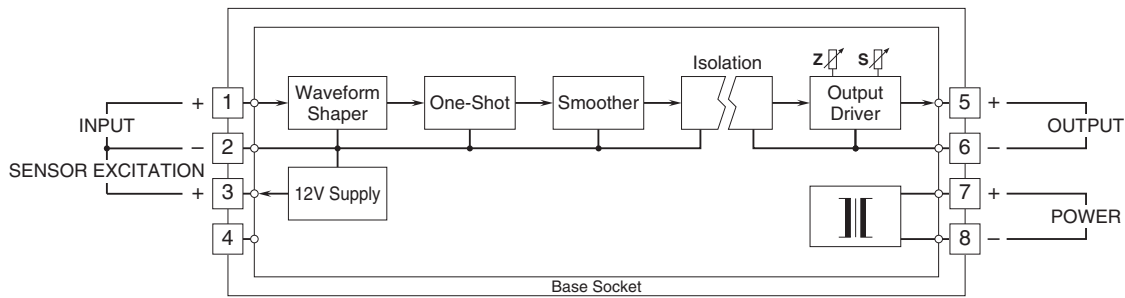 Isolation
Z S
Waveform
Shaper
One-Shot
Smoother
Output
Driver
+ 1
5 +
INPUT
OUTPUT
− 2
6 −
SENSOR EXCITATION
+ 3
12V Supply
7 +
POWER
4
8 −
Base Socket